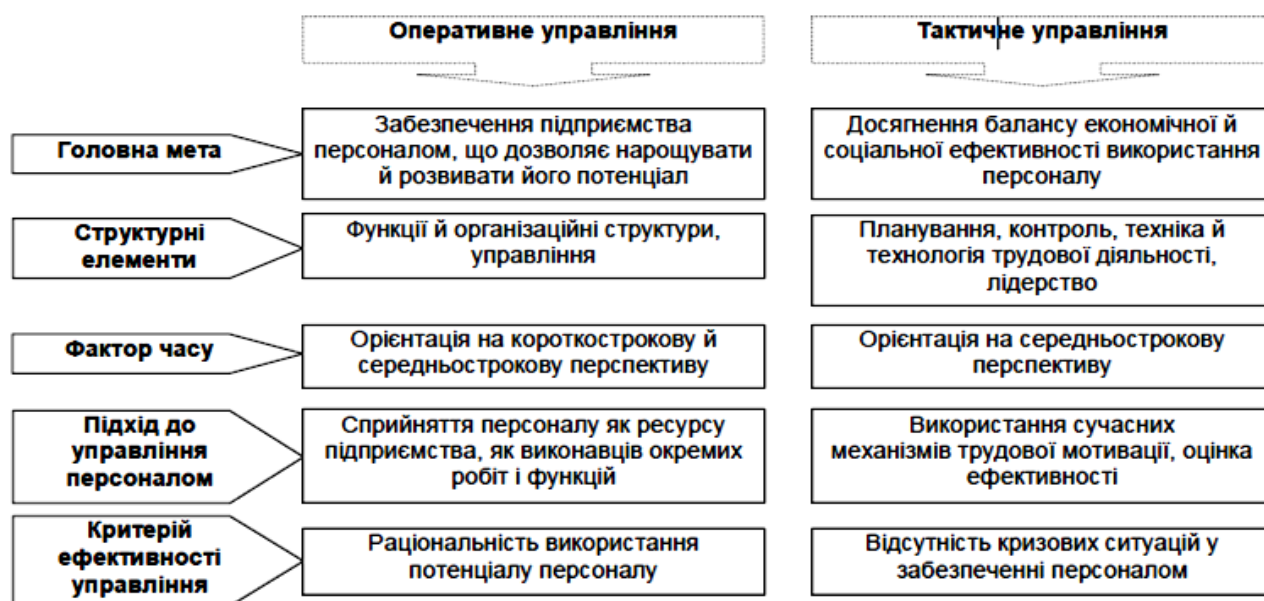 Оперативне управління
Тактичне управління
Головна мета
Забезпечення підприємства
персоналом, що дозволяє нарощувати
й розвивати його потенціал
Досягнення балансу економічної й
соціальної ефективності використання
персоналу
Структурні
елементи
Функції й організаційні структури,
управління
Планування, контроль, техніка й
технологія трудової діяльності,
лідерство
Фактор часу
Орієнтація на короткострокову й
середньострокову перспективу
Орієнтація на середньострокову
перспективу
Підхід до
управління
персоналом
Сприйняття персоналу як ресурсу
підприємства, як виконавців окремих
робіт і функцій
Використання сучасних
механізмів трудової мотивації, оцінка
ефективності
Критерій
ефективності
управління
Раціональність використання
потенціалу персоналу
Відсутність кризових ситуацій у
забезпеченні персоналом